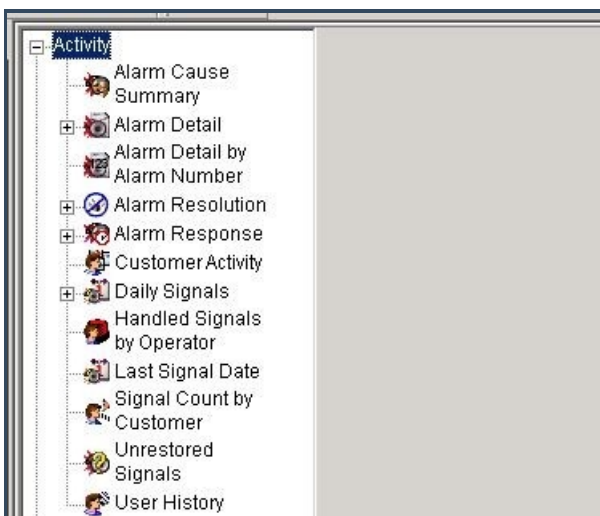 Activity
Alarm Cause
Summary
Alarm Detail
123
Alarm Detail by
Alarm Number
Alarm Resolution
Alarm Response
Customer Activity
Daily Signals
Handled Signals
by Operator
Last Signal Date
Signal Count by
Customer
Unrestored
Signals
User History